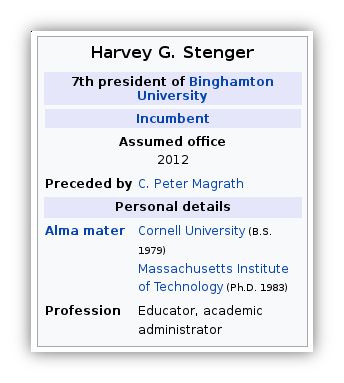 Harvey G. Stenger
7th president of Binghamton
University
Incumbent
Assumed office
2012
Preceded by C. Peter Magrath
Personal details
Alma mater Cornell University (B.S.
1979)
Massachusetts Institute
of Technology (Ph.D. 1983)
Profession Educator, academic
administrator